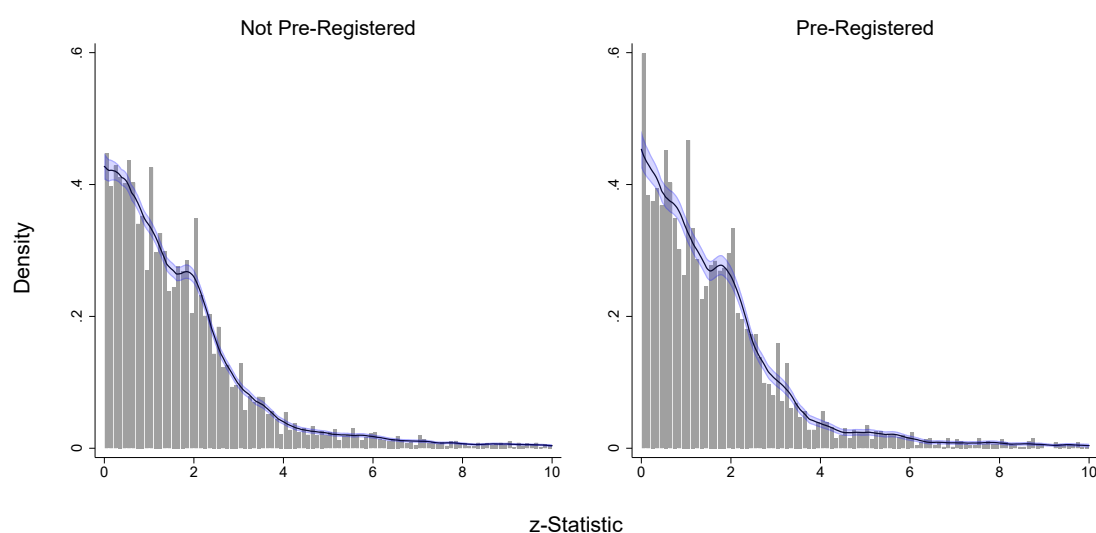 Not Pre-Registered
Pre-Registered
Density
.6
.4
.2
0
0 2 4 6 8 10
.6
.4
.2
0
0 2 4 6 8 10
z-Statistic